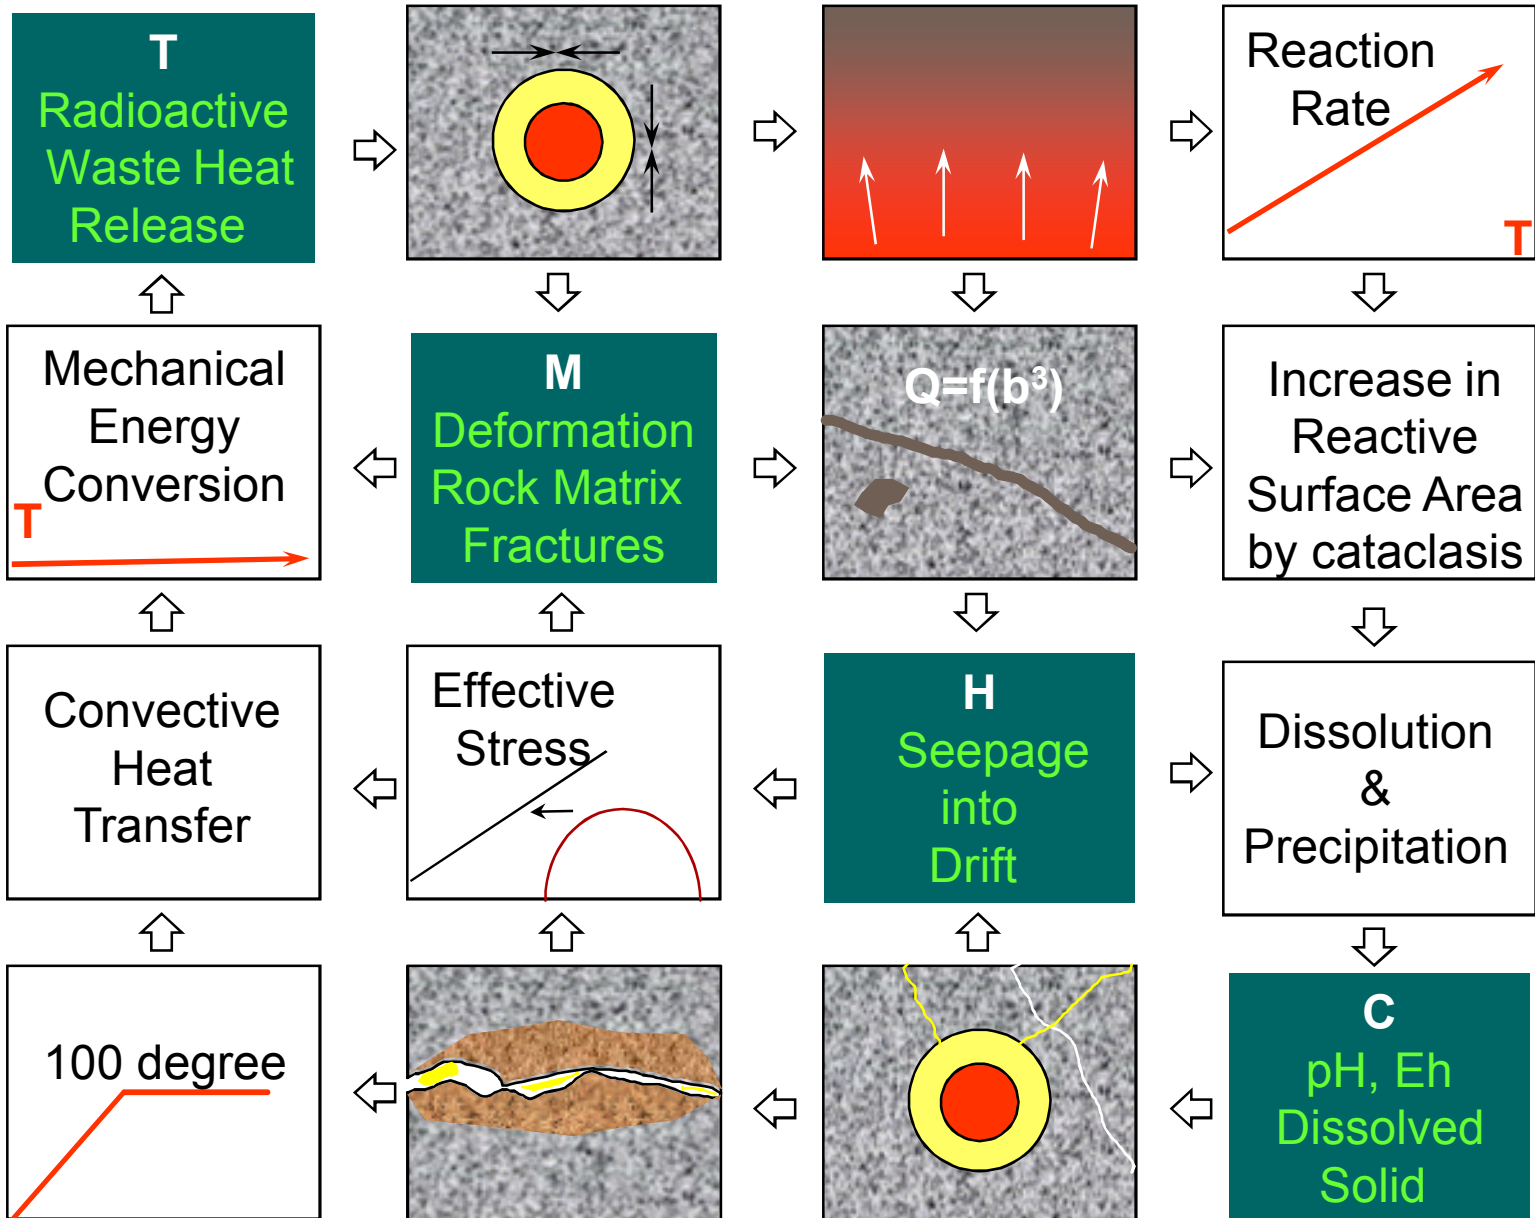 T
Radioactive
Waste Heat
Release
Reaction
Rate
T
Mechanical
Energy
Conversion
T
M
Deformation
Rock Matrix
Fractures
Q=f(b³)
Increase in
Reactive
Surface Area
by cataclasis
Convective
Heat
Transfer
Effective
Stress
H
Seepage
into
Drift
Dissolution
&
Precipitation
100 degree
C
pH, Eh
Dissolved
Solid